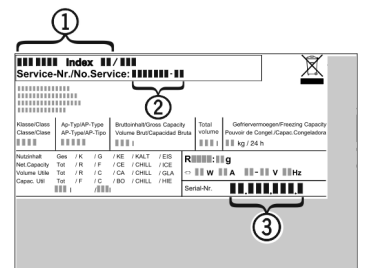 1
Index /
Service-Nr./No.Service: -
2
Klasse/Class Ap-Typ/AP-Type Bruttoinhalt/Gross Capacity Total Gefriervermoegen/Freezing Capacity
Classe/Clase AP-Type/AP-Tipo Volume Brut/Capacidad Bruta volume Pouvoir de Congel./Capac.Congeladora
l l kg / 24 h
Nutzinhalt Ges / K / G / KE / KALT / EIS
Net.Capacity Tot / R / F / CE / CHILL / ICE
Volume Utile Tot / R / C / CA / CHILL / GLA
Capac. Util Tot / F / C / BO / CHILL / HIE
l / l
R : g
W A - V Hz
Serial-Nr. . . .
3